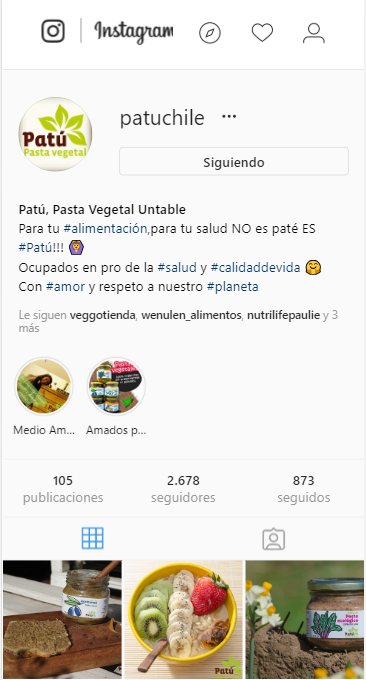 Instagram
patuchile
Patú
Pasta vegetal
Siguiendo
Patú, Pasta Vegetal Untable
Para tu #alimentación,para tu salud NO es paté ES
#Patú!!! 🙆‍♀️
Ocupados en pro de la #salud y #calidaddevida 🤗
Con #amor y respeto a nuestro #planeta
Le siguen veggotienda, wenulen_alimentos, nutrilifepaulie y 3
más
Medio Am... Amados p...
105 2.678 873
publicaciones seguidores seguidos
Patú